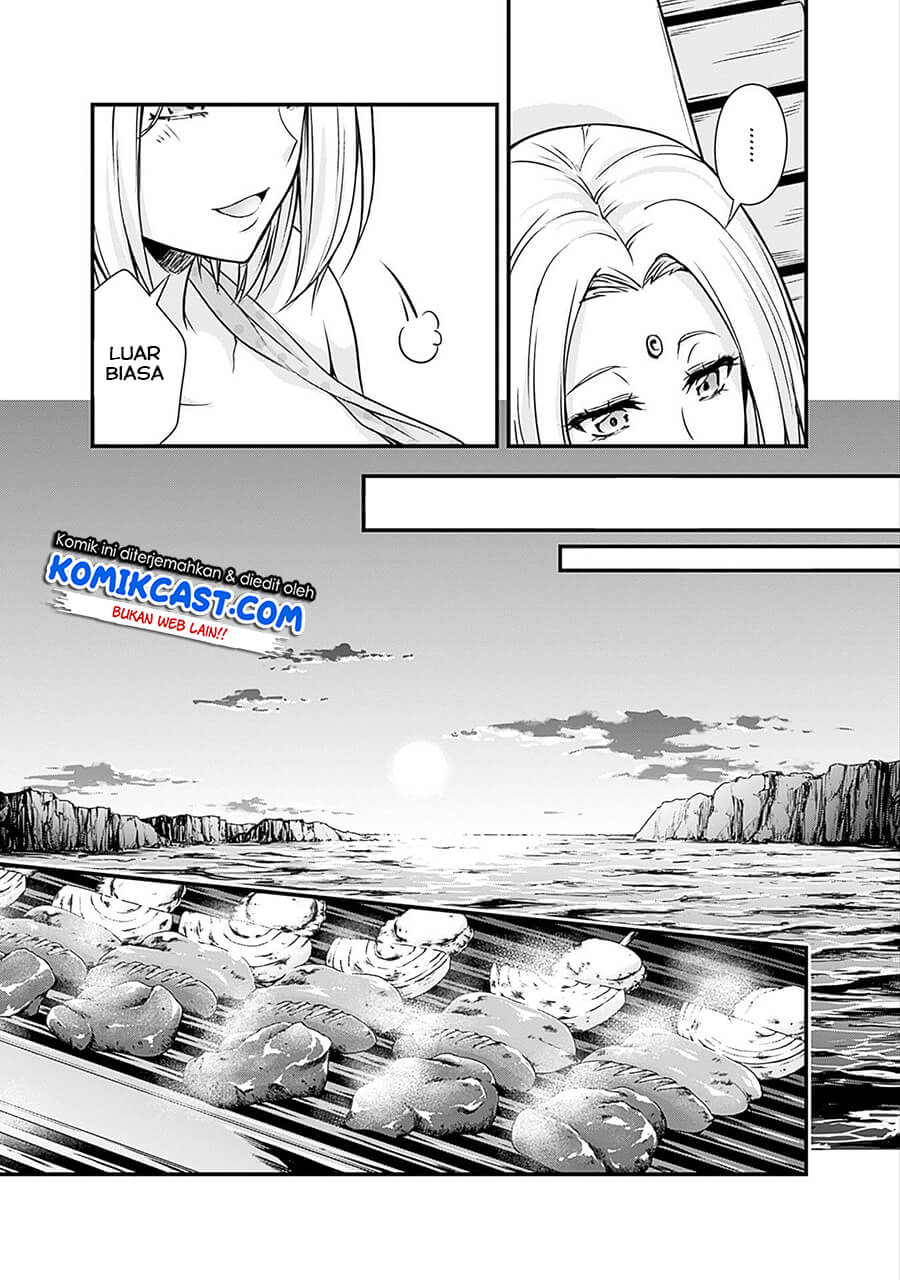 .........
LUAR
BIASA
Komik ini diterjemahkan & diedit oleh
KOMIKCAST.COM
BUKAN WEB LAIN!!